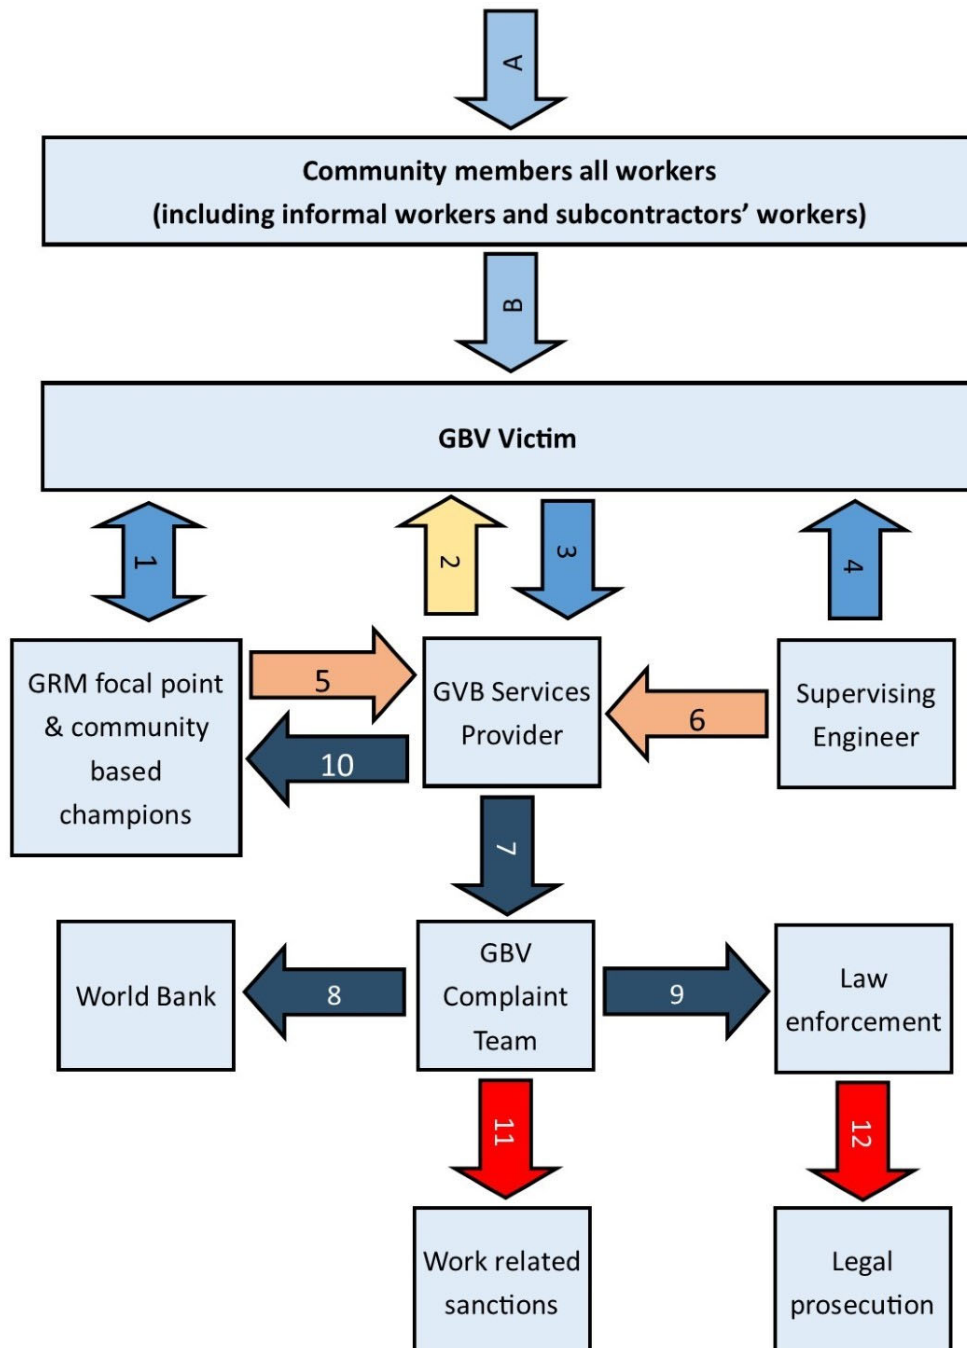 A
Community members all workers
(including informal workers and subcontractors’ workers)
B
GBV Victim
1
2
3
4
GRM focal point
& community
based
champions
5
10
GVB Services
Provider
6
Supervising
Engineer
7
World Bank
8
GBV
Complaint
Team
9
Law
enforcement
11
12
Work related
sanctions
Legal
prosecution